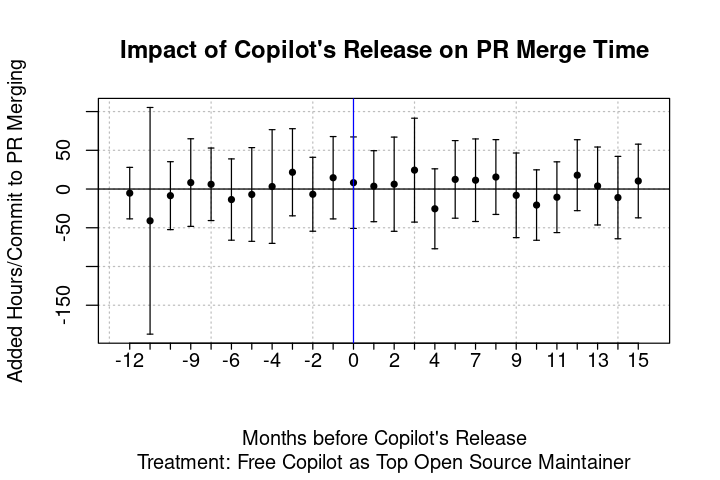 Impact of Copilot's Release on PR Merge Time
Added Hours/Commit to PR Merging
50
0
-50
-150
-12 -9 -6 -4 -2 0 2 4 7 9 11 13 15
Months before Copilot's Release
Treatment: Free Copilot as Top Open Source Maintainer